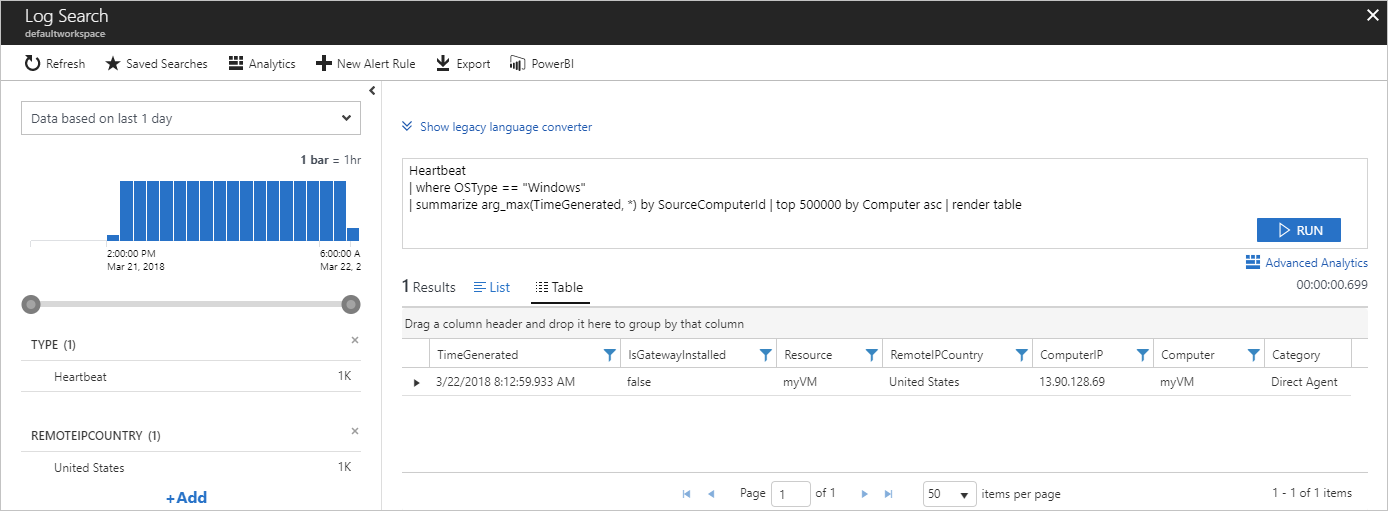 Log Search
defaultworkspace
Refresh Saved Searches Analytics New Alert Rule Export PowerBI
Data based on last 1 day
1 bar = 1hr
2:00:00 PM
Mar 21, 2018
6:00:00 A
Mar 22, 2
TYPE (1)
Heartbeat 1K
REMOTEIPCOUNTRY (1)
United States 1K
+Add
Show legacy language converter
Heartbeat
| where OSType == "Windows"
| summarize arg_max(TimeGenerated, *) by SourceComputerId | top 500000 by Computer asc | render table
RUN
Advanced Analytics
1 Results List Table 00:00:00.699
Drag a column header and drop it here to group by that column
TimeGenerated IsGatewayInstalled Resource RemoteIPCountry ComputerIP Computer Category
3/22/2018 8:12:59.933 AM false myVM United States 13.90.128.69 myVM Direct Agent
Page 1 of 1 50 items per page 1 - 1 of 1 items